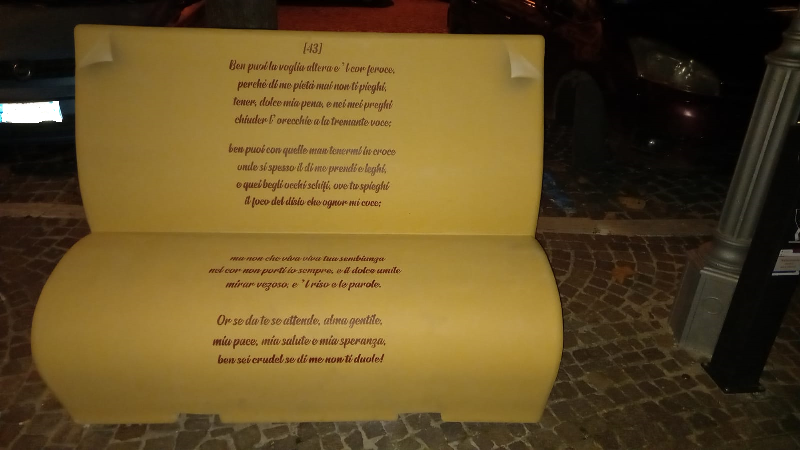 [43]
Ben puoi la voglia altera e 'l cor feroce,
perché di me pietà mai non ti pieghi,
tener, dolce mia pena, e nei mei preghi
chiuder l' orecchie a la tremante voce;
ben puoi con quelle man tenermi in croce
onde sì spesso il dì me prendi e leghi,
e quei begli occhi schifi, ove tu spieghi
il foco del disio che ognor mi coce;
ma non che viva viva tua sembianza
nel cor non porti io sempre, e il dolce umile
mirar vezoso, e 'l riso e le parole.
Or se da te se attende, alma gentile,
mia pace, mia salute o mia speranza,
ben sei crudel se di me non ti duole!